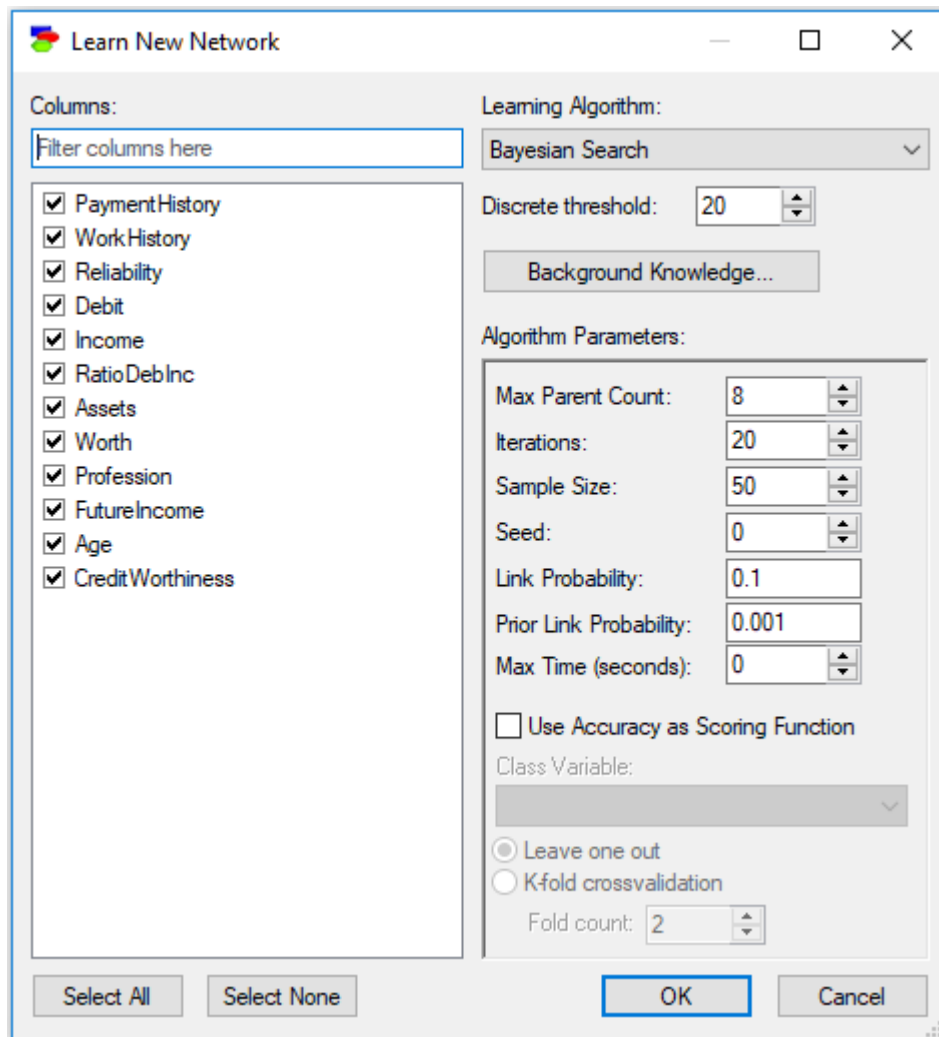 Learn New Network
Columns:
Filter columns here
PaymentHistory
WorkHistory
Reliability
Debit
Income
RatioDebInc
Assets
Worth
Profession
FutureIncome
Age
CreditWorthiness
Select All
Select None
Learning Algorithm:
Bayesian Search
Discrete threshold: 20
Background Knowledge...
Algorithm Parameters:
Max Parent Count: 8
Iterations: 20
Sample Size: 50
Seed: 0
Link Probability: 0.1
Prior Link Probability: 0.001
Max Time (seconds): 0
Use Accuracy as Scoring Function
Class Variable:
Leave one out
K-fold crossvalidation
Fold count: 2
OK
Cancel